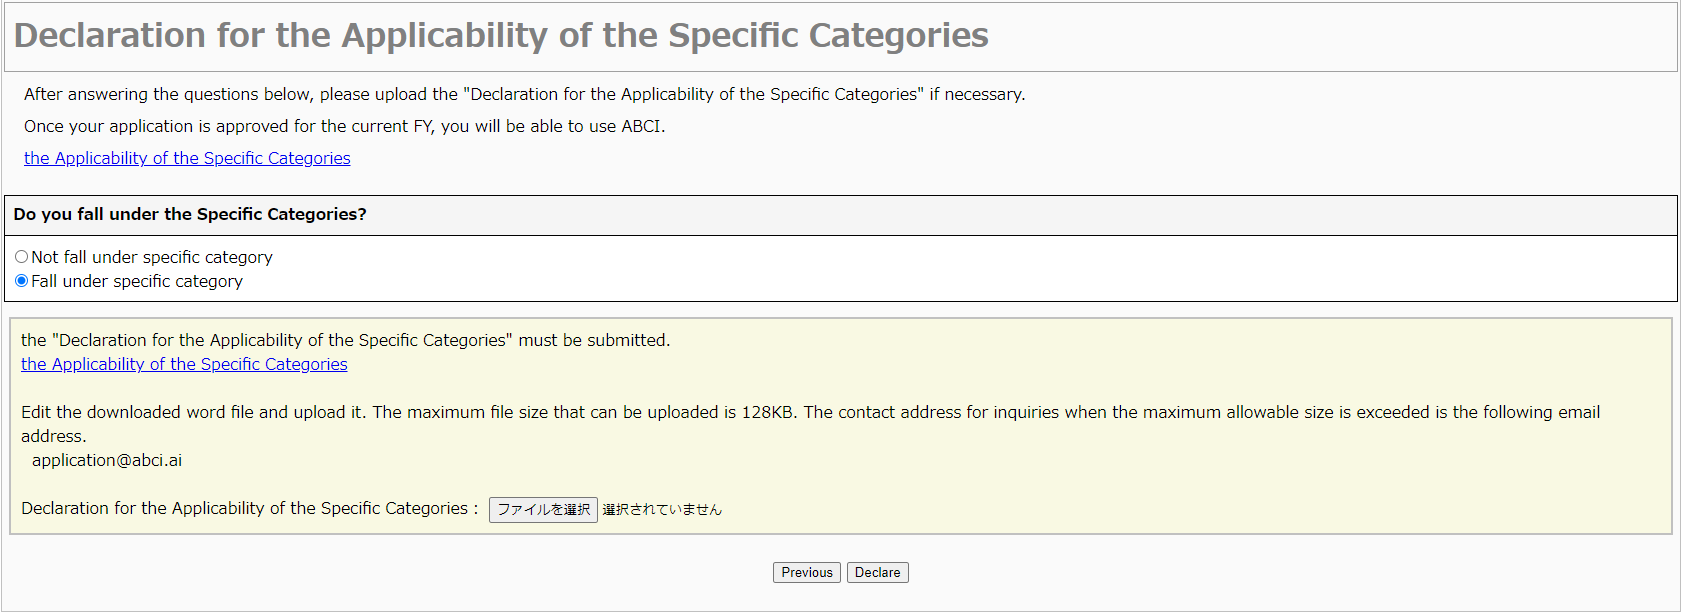 Declaration for the Applicability of the Specific Categories
After answering the questions below, please upload the "Declaration for the Applicability of the Specific Categories" if necessary.
Once your application is approved for the current FY, you will be able to use ABCI.
the Applicability of the Specific Categories
Do you fall under the Specific Categories?
Not fall under specific category
Fall under specific category
the "Declaration for the Applicability of the Specific Categories" must be submitted.
the Applicability of the Specific Categories
Edit the downloaded word file and upload it. The maximum file size that can be uploaded is 128KB. The contact address for inquiries when the maximum allowable size is exceeded is the following email
address.
application@abci.ai
Declaration for the Applicability of the Specific Categories : ファイルを選択 選択されていません
Previous Declare